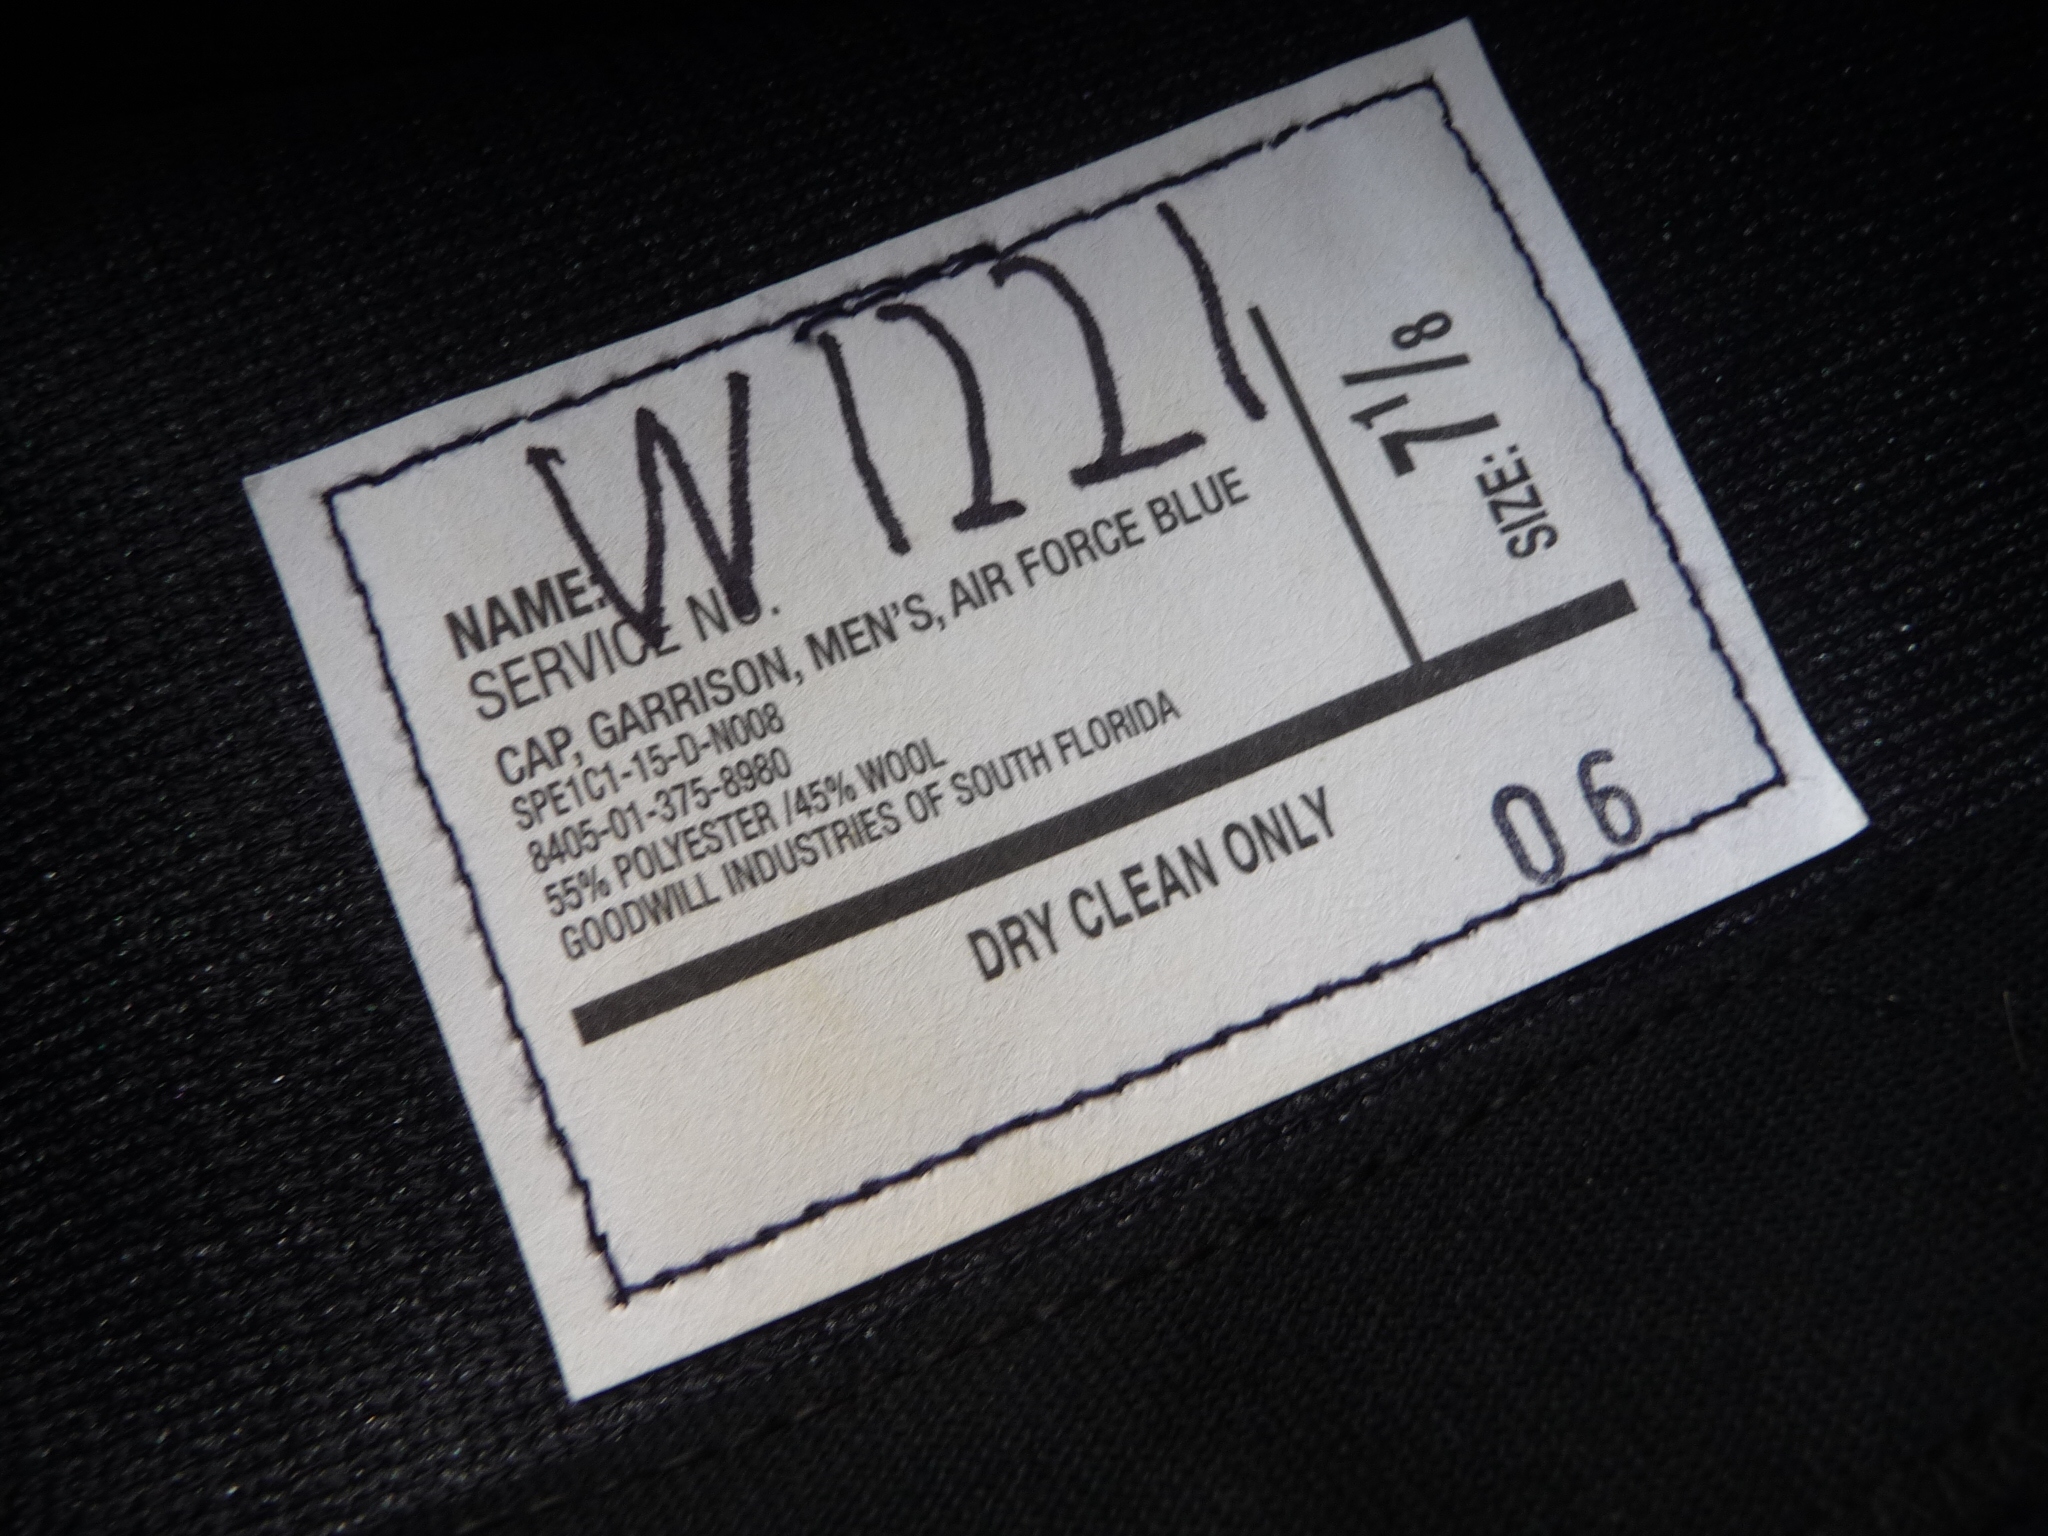 W1221
NAME:
SERVICE NO.
CAP, GARRISON, MEN'S, AIR FORCE BLUE
SPE1C1-15-D-N008
8405-01-375-8980
55% POLYESTER /45% WOOL
GOODWILL INDUSTRIES OF SOUTH FLORIDA
SIZE: 7 1/8
DRY CLEAN ONLY
06